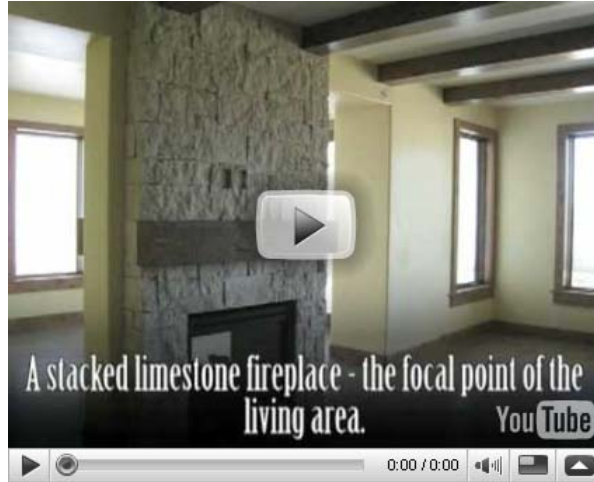 A stacked limestone fireplace - the focal point of the
living area.
YouTube
0:00 / 0:00